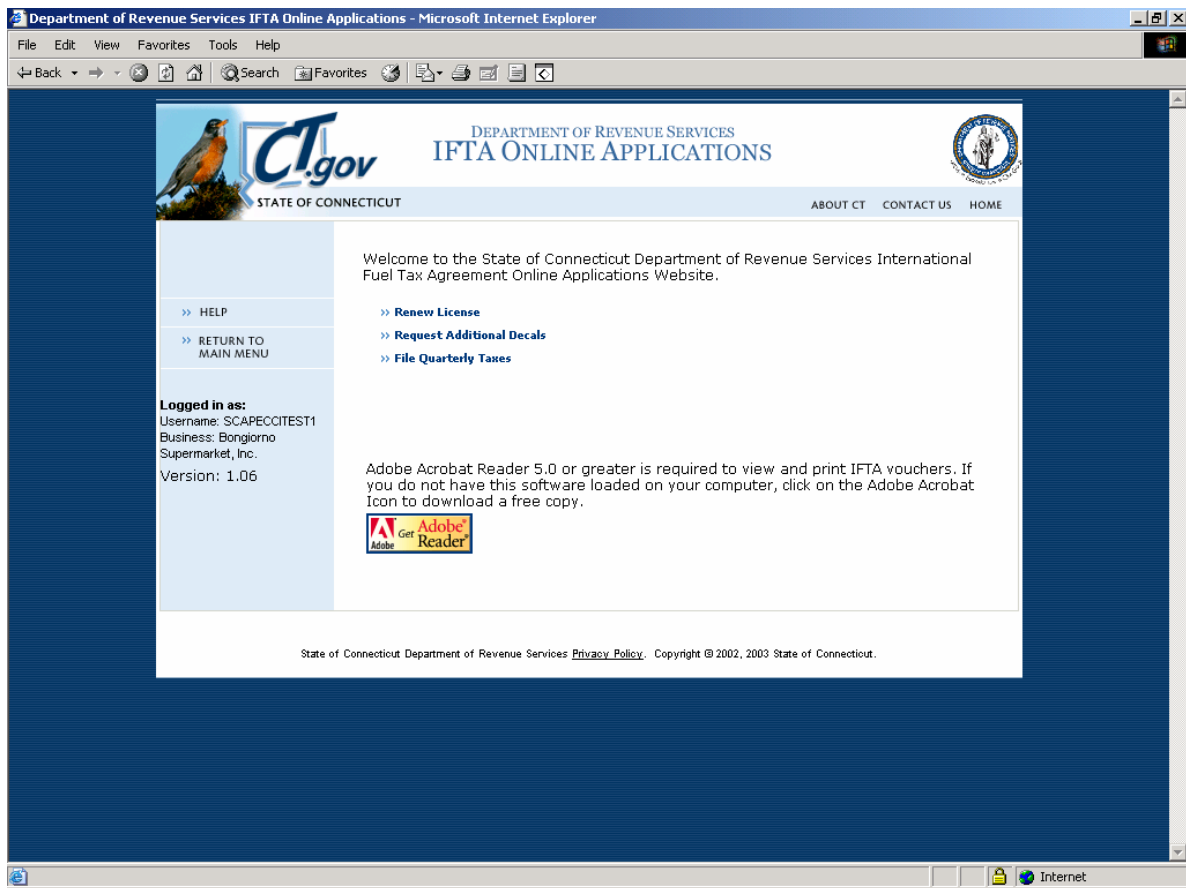 Department of Revenue Services IFTA Online Applications - Microsoft Internet Explorer
File Edit View Favorites Tools Help
Back Search Favorites
CT.gov
STATE OF CONNECTICUT
DEPARTMENT OF REVENUE SERVICES
IFTA ONLINE APPLICATIONS
ABOUT CT CONTACT US HOME
>> HELP
>> RETURN TO
MAIN MENU
Logged in as:
Username: SCAPECCITEST1
Business: Bongiorno
Supermarket, Inc.
Version: 1.06
Welcome to the State of Connecticut Department of Revenue Services International
Fuel Tax Agreement Online Applications Website.
>> Renew License
>> Request Additional Decals
>> File Quarterly Taxes
Adobe Acrobat Reader 5.0 or greater is required to view and print IFTA vouchers. If
you do not have this software loaded on your computer, click on the Adobe Acrobat
Icon to download a free copy.
Adobe Get Adobe® Reader®
State of Connecticut Department of Revenue Services Privacy Policy. Copyright © 2002, 2003 State of Connecticut.
Internet